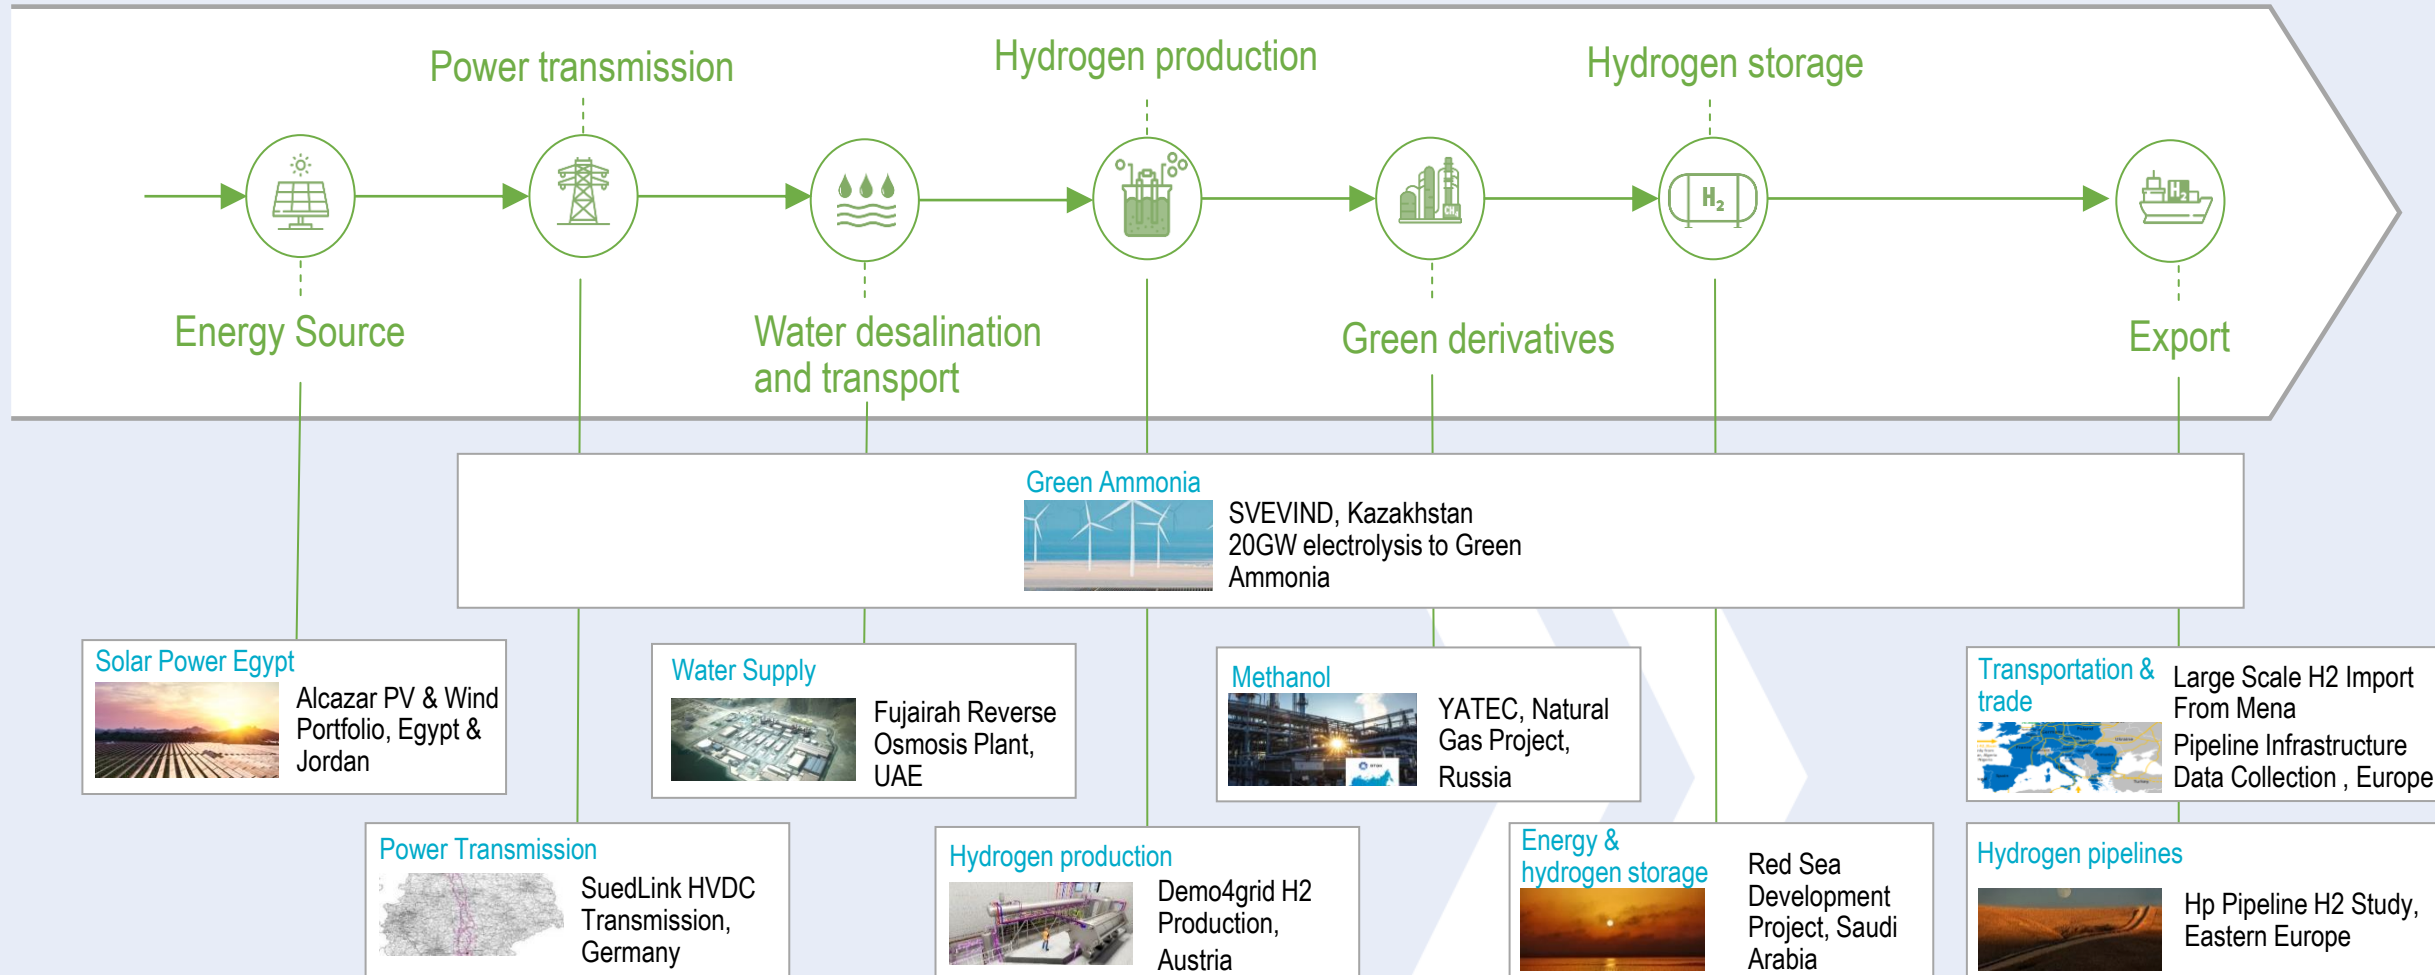 Power transmission
Hydrogen production
Hydrogen storage
CH4
H2
H2
Energy Source
Water desalination
and transport
Green derivatives
Export
Green Ammonia
SVEVIND, Kazakhstan
20GW electrolysis to Green
Ammonia
Solar Power Egypt
Alcazar PV & Wind
Portfolio, Egypt &
Jordan
Water Supply
Fujairah Reverse
Osmosis Plant,
UAE
Methanol
YATEC, Natural
Gas Project,
Russia
Transportation &
trade
Large Scale H2 Import
From Mena
Pipeline Infrastructure
Data Collection , Europe
Power Transmission
SuedLink HVDC
Transmission,
Germany
Hydrogen production
Demo4grid H2
Production,
Austria
Energy &
hydrogen storage
Red Sea
Development
Project, Saudi
Arabia
Hydrogen pipelines
Hp Pipeline H2 Study,
Eastern Europe